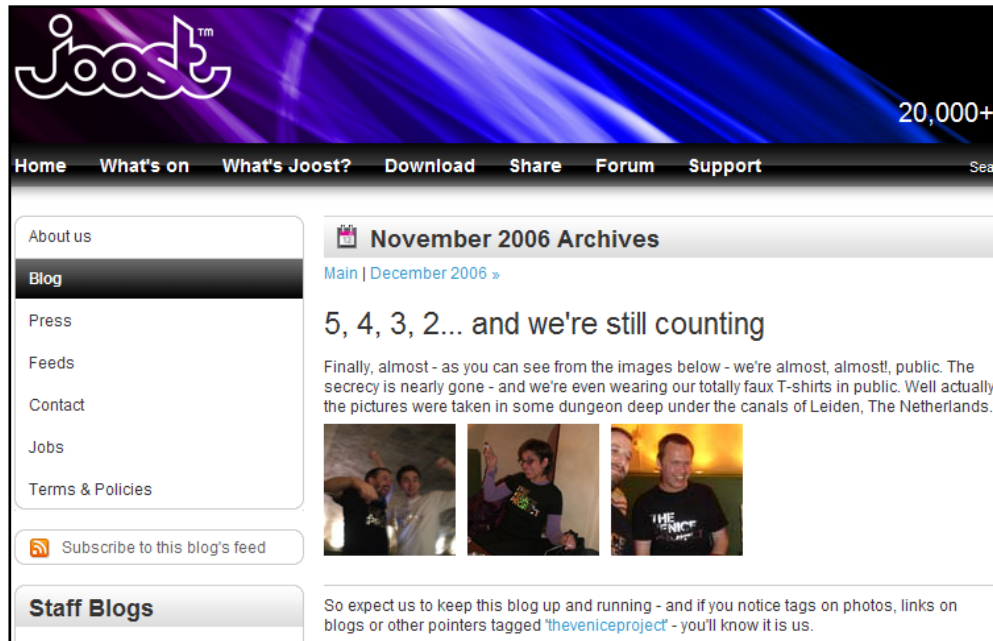 joost™
20,000+
Home What's on What's Joost? Download Share Forum Support
About us
Blog
Press
Feeds
Contact
Jobs
Terms & Policies
Subscribe to this blog's feed
Staff Blogs
November 2006 Archives
Main | December 2006 »
5, 4, 3, 2... and we're still counting
Finally, almost - as you can see from the images below - we're almost, almost!, public. The
secrecy is nearly gone - and we're even wearing our totally faux T-shirts in public. Well actually
the pictures were taken in some dungeon deep under the canals of Leiden, The Netherlands.
THE
VENICE
So expect us to keep this blog up and running - and if you notice tags on photos, links on
blogs or other pointers tagged 'theveniceproject' - you'll know it is us.